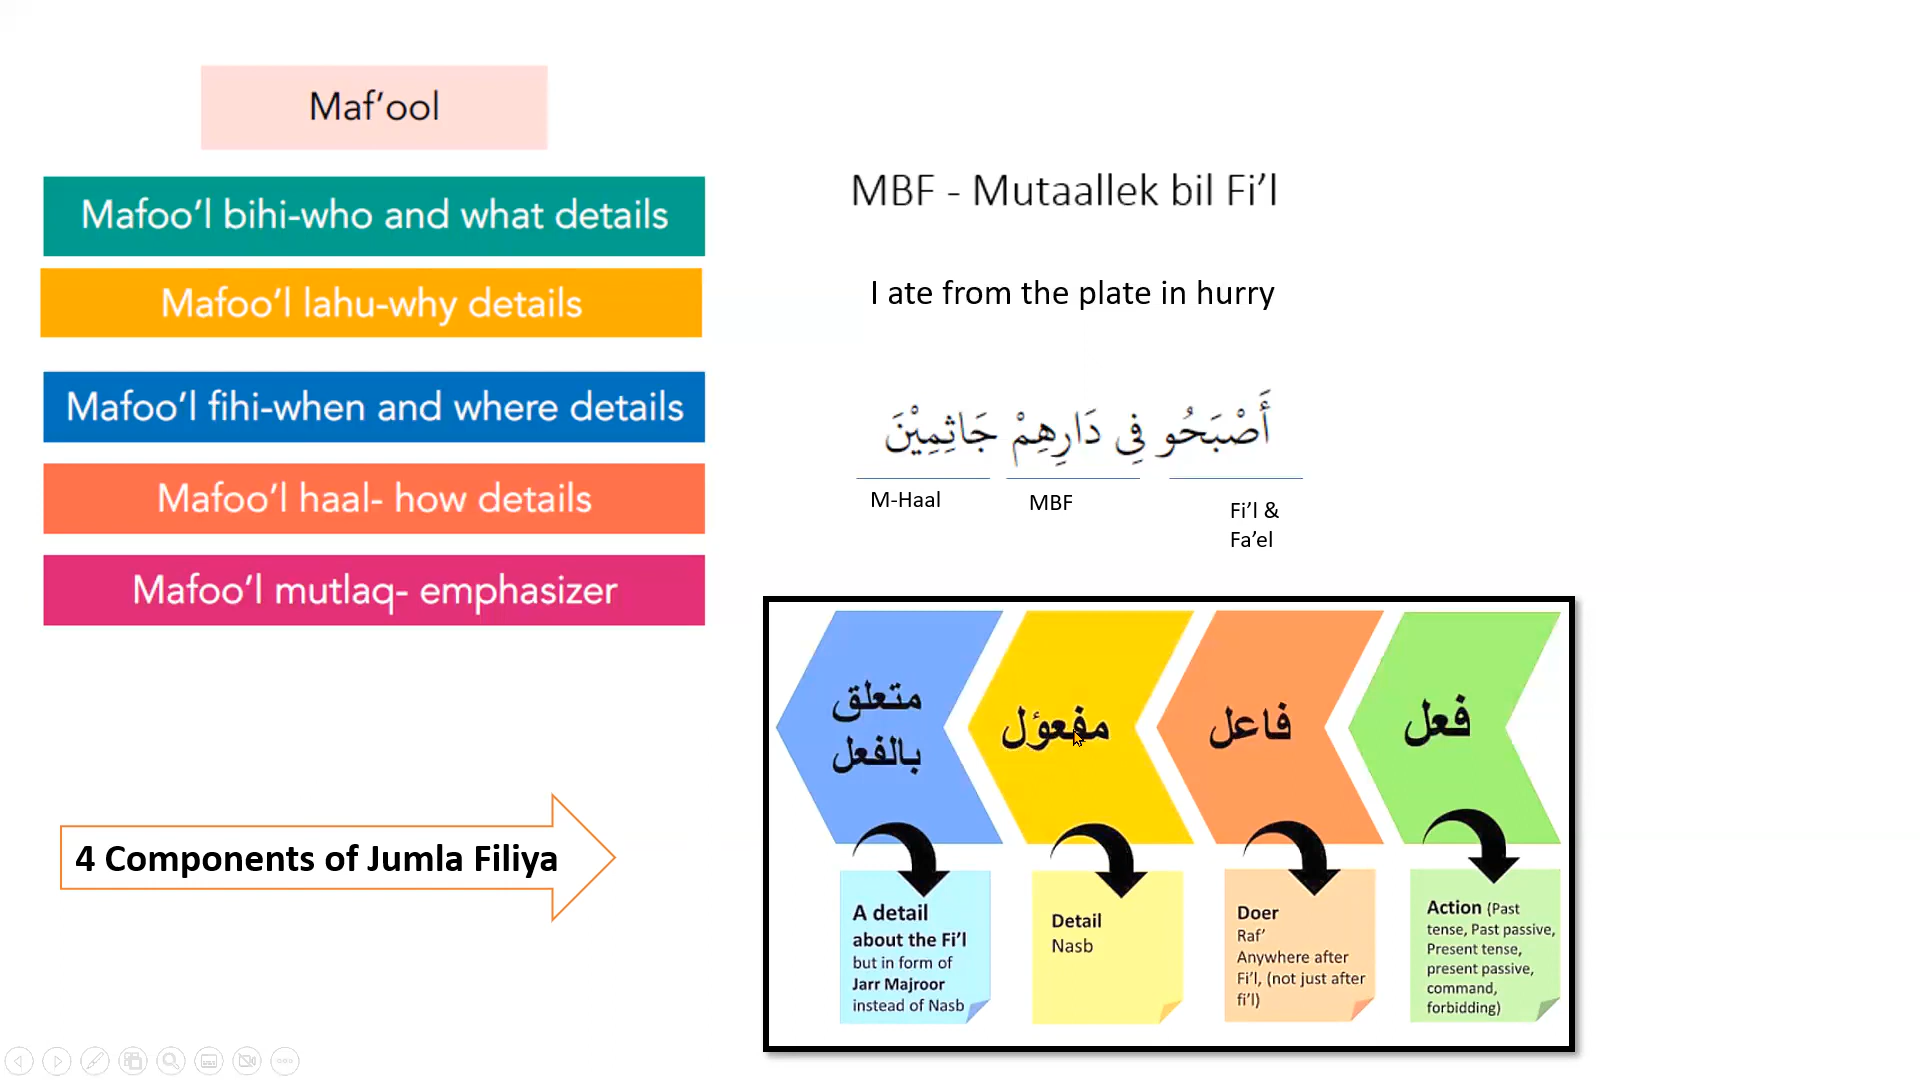 Maf’ool
Mafoo’l bihi-who and what details
Mafoo’l lahu-why details
Mafoo’l fihi-when and where details
Mafoo’l haal- how details
Mafoo’l mutlaq- emphasizer
4 Components of Jumla Filiya
MBF - Mutaallek bil Fi’l
I ate from the plate in hurry
أَصْبَحُو فِى دَارِهِمْ جَاثِمِيْنَ
Fi’l &
Fa’el
MBF
M-Haal
فعل
فاعل
مفعوٗل
متعلق
بالفعل
Action (Past
tense, Past passive,
Present tense,
present passive,
command,
forbidding)
Doer
Raf’
Anywhere after
Fi’l, (not just after
fi’l)
Detail
Nasb
A detail
about the Fi’l
but in form of
Jarr Majroor
instead of Nasb